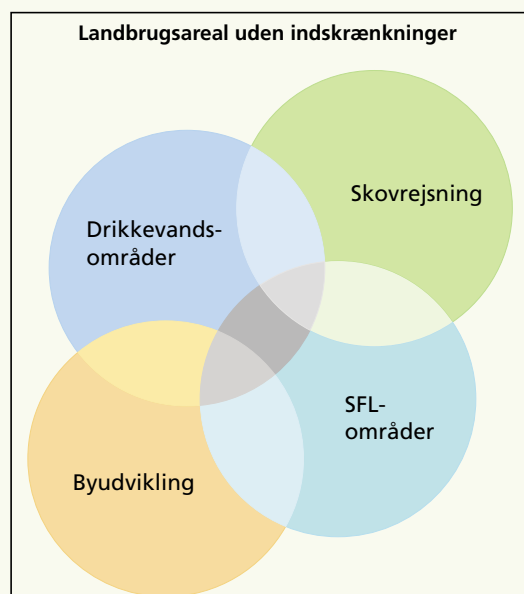 Landbrugsareal uden indskrænkninger
Skovrejsning
Drikkevands-
områder
SFL-
områder
Byudvikling